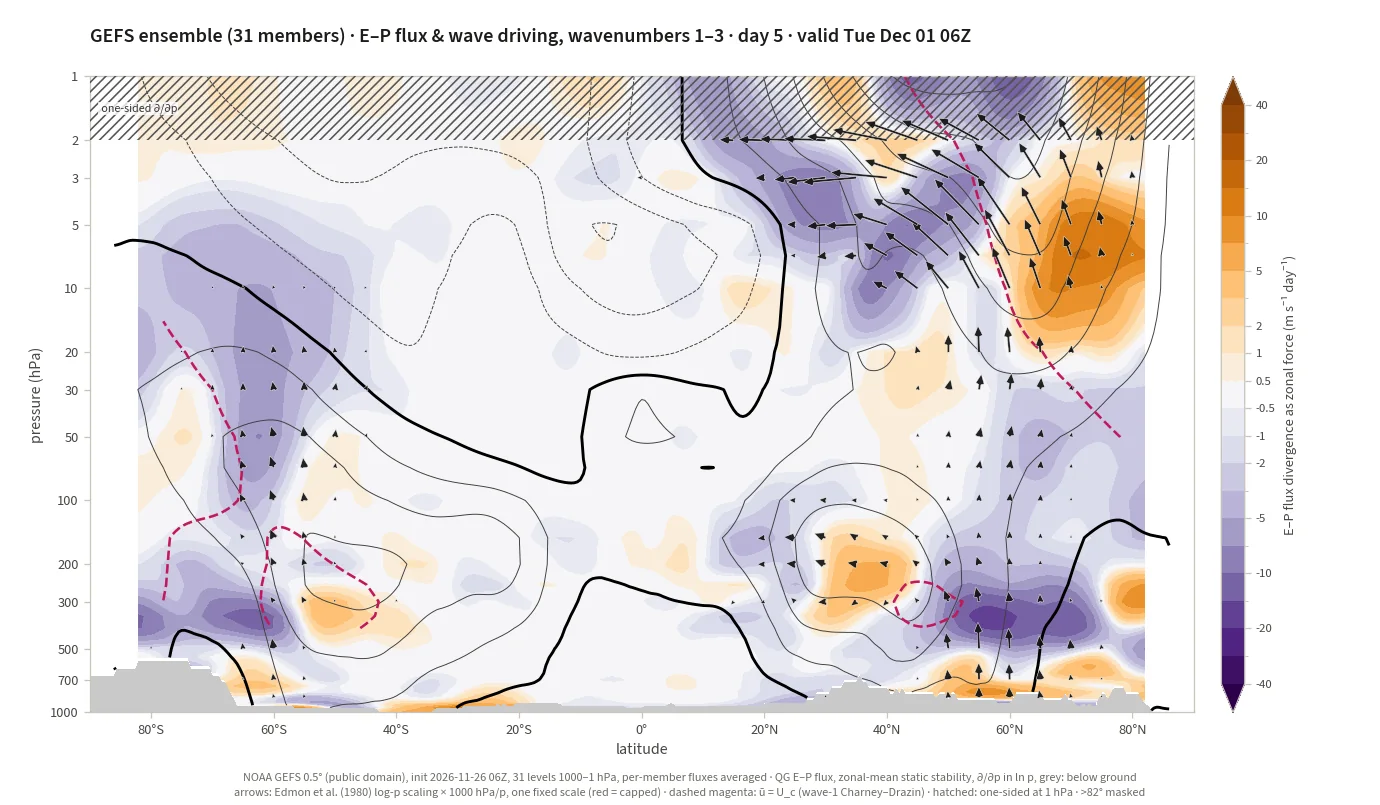 GEFS ensemble (31 members) · E–P flux & wave driving, wavenumbers 1–3 · day 5 · valid Tue Dec 01 06Z
one-sided ∂/∂p
pressure (hPa)
1
2
3
5
10
20
30
50
100
200
300
500
700
1000
80°S
60°S
40°S
20°S
0°
20°N
40°N
60°N
80°N
latitude
40
20
10
5
2
1
0.5
-0.5
-1
-2
-5
-10
-20
-40
E–P flux divergence as zonal force (m s⁻¹ day⁻¹)
NOAA GEFS 0.5° (public domain), init 2026-11-26 06Z, 31 levels 1000–1 hPa, per-member fluxes averaged · QG E–P flux, zonal-mean static stability, ∂/∂p in ln p, grey: below ground
arrows: Edmon et al. (1980) log-p scaling × 1000 hPa/p, one fixed scale (red = capped) · dashed magenta: ū = U_c (wave-1 Charney–Drazin) · hatched: one-sided at 1 hPa · >82° masked